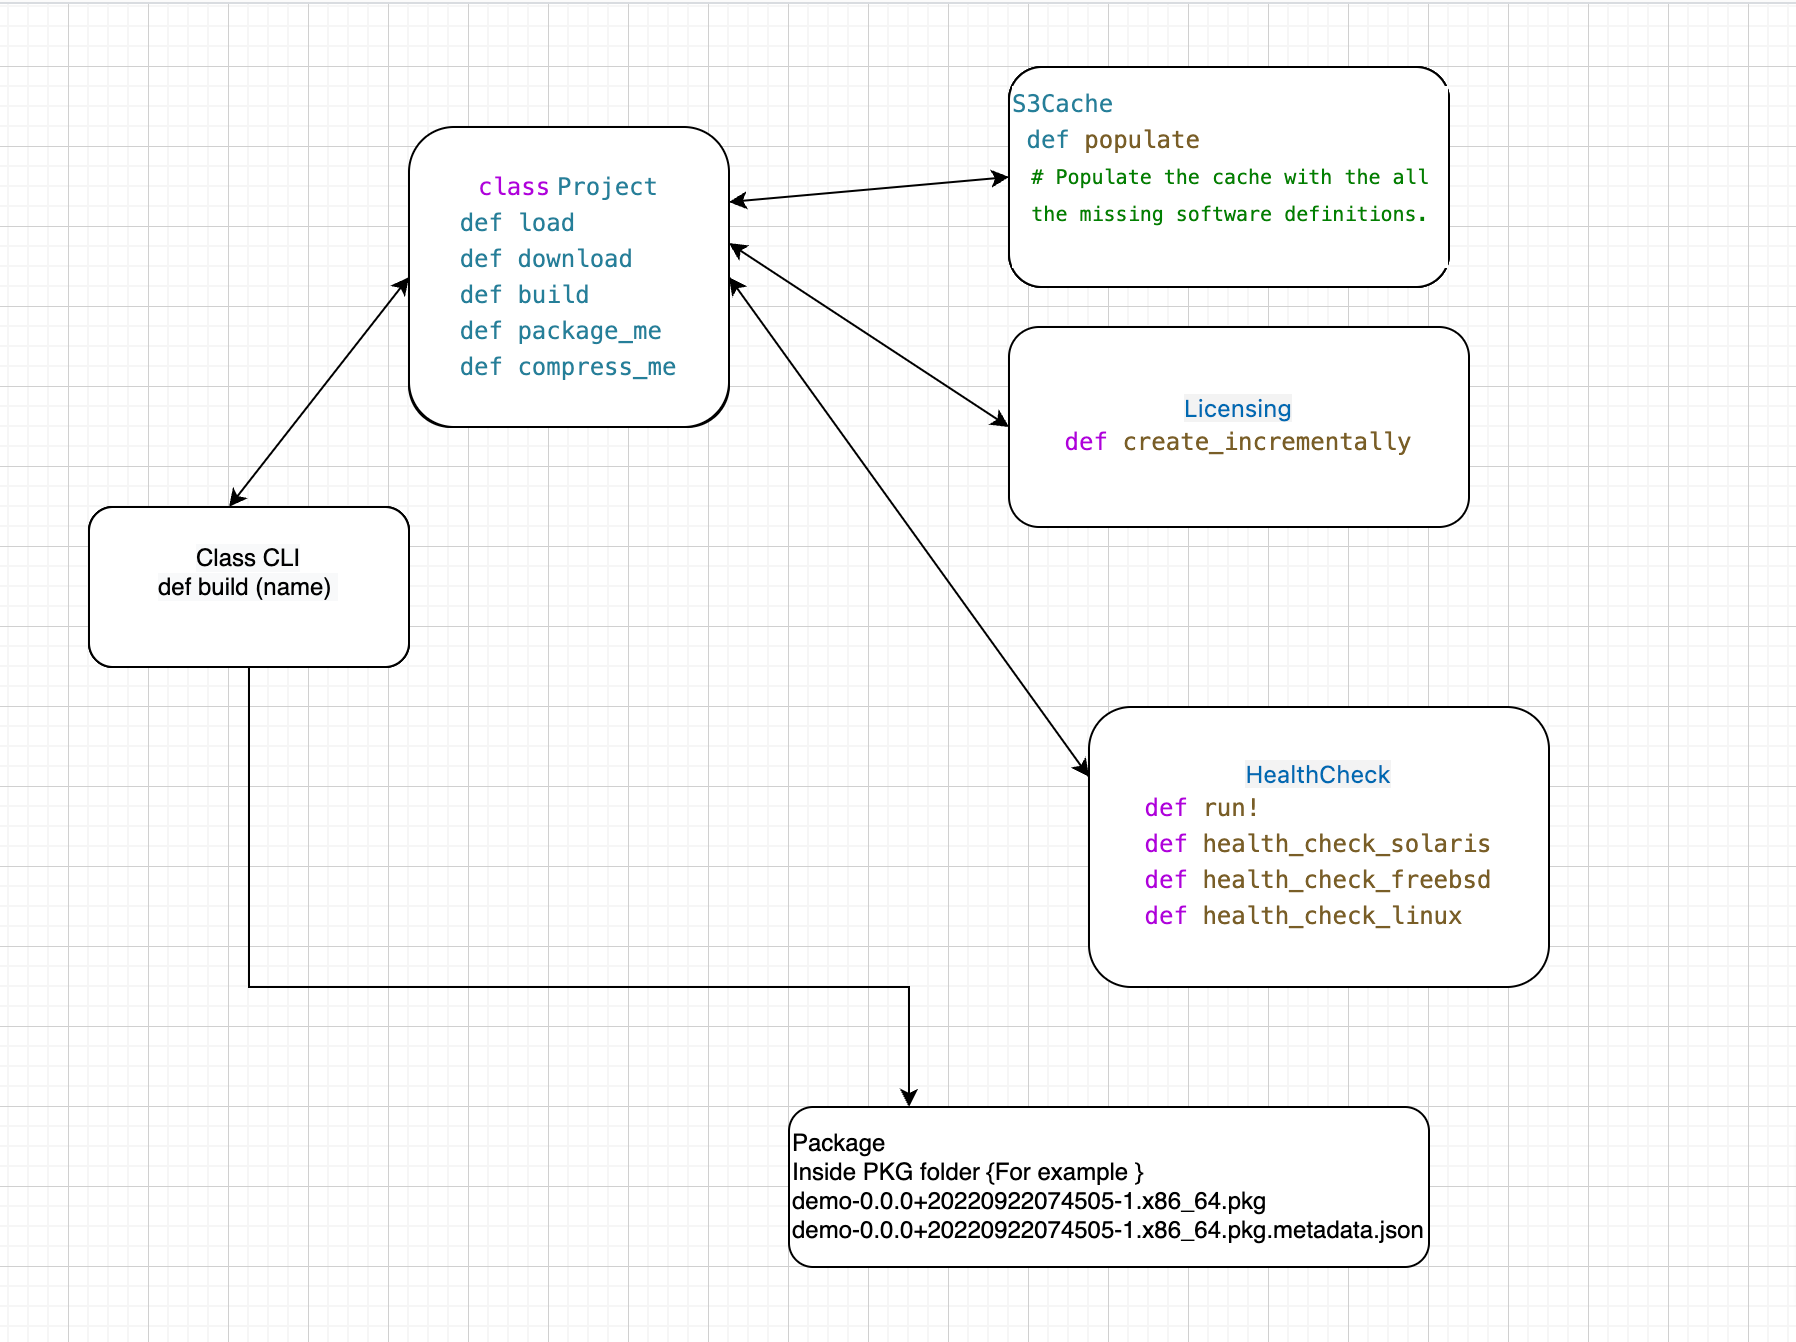 S3Cache
def populate
# Populate the cache with the all
the missing software definitions.
class Project
def load
def download
def build
def package_me
def compress_me
Licensing
def create_incrementally
Class CLI
def build (name)
HealthCheck
def run!
def health_check_solaris
def health_check_freebsd
def health_check_linux
Package
Inside PKG folder {For example }
demo-0.0.0+20220922074505-1.x86_64.pkg
demo-0.0.0+20220922074505-1.x86_64.pkg.metadata.json